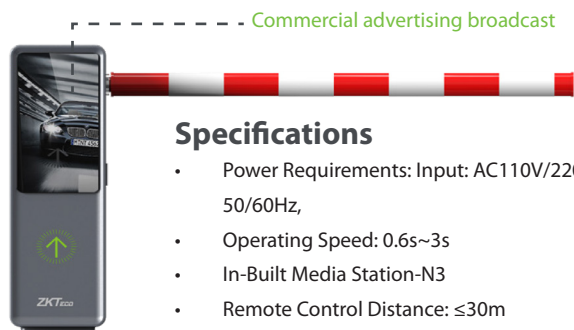 Commercial advertising broadcast
Specifications
• Power Requirements: Input: AC110V/220
50/60Hz,
• Operating Speed: 0.6s~3s
• In-Built Media Station-N3
• Remote Control Distance: ≤30m
ZKTeco